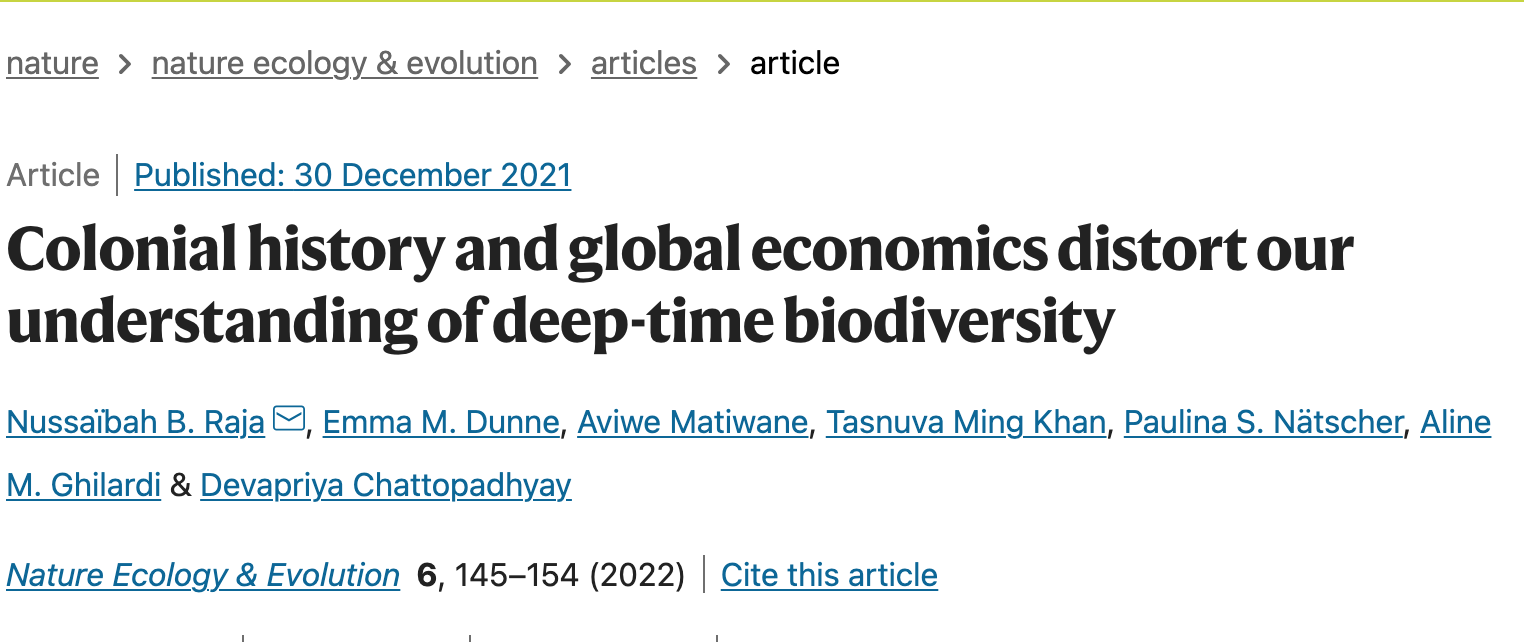 nature > nature ecology & evolution > articles > article
Article | Published: 30 December 2021
Colonial history and global economics distort our
understanding of deep-time biodiversity
Nussaïbah B. Raja, Emma M. Dunne, Aviwe Matiwane, Tasnuva Ming Khan, Paulina S. Nätscher, Aline
M. Ghilardi & Devapriya Chattopadhyay
Nature Ecology & Evolution 6, 145–154 (2022) | Cite this article